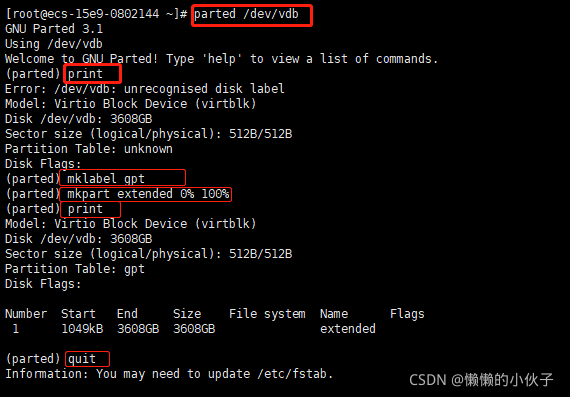 [root@ecs-15e9-0802144 ~]# parted /dev/vdb
GNU Parted 3.1
Using /dev/vdb
Welcome to GNU Parted! Type 'help' to view a list of commands.
(parted) print
Error: /dev/vdb: unrecognised disk label
Model: Virtio Block Device (virtblk)
Disk /dev/vdb: 3608GB
Sector size (logical/physical): 512B/512B
Partition Table: unknown
Disk Flags:
(parted) mklabel gpt
(parted) mkpart extended 0% 100%
(parted) print
Model: Virtio Block Device (virtblk)
Disk /dev/vdb: 3608GB
Sector size (logical/physical): 512B/512B
Partition Table: gpt
Disk Flags:
Number  Start   End     Size    File system  Name      Flags
 1      1049kB  3608GB  3608GB               extended
(parted) quit
Information: You may need to update /etc/fstab.
CSDN @懒懒的小伙子